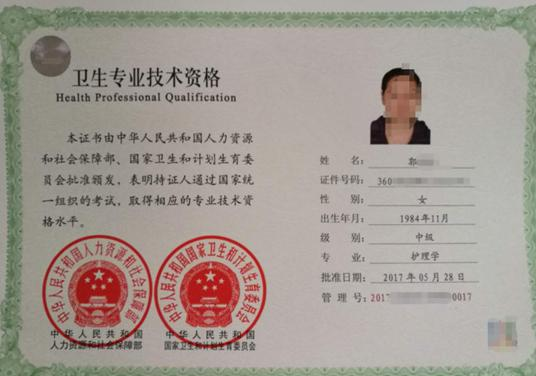 卫生专业技术资格
Health Professional Qualification
本证书由中华人民共和国人力资源
和社会保障部、国家卫生和计划生育委
员会批准颁发,表明持证人通过国家统
一组织的考试,取得相应的专业技术资
格水平。
中华人民共和国人力资源和社会保障部
中华人民共和国国家卫生和计划生育委员会
中华人民共和国
人力资源和社会保障部
中华人民共和国
国家卫生和计划生育委员会
姓名: 郭
证件号码: 360
性别: 女
出生年月: 1984年11月
级别: 中级
专业: 护理学
批准日期: 2017 年 05 月 28 日
管理号: 2017 0017